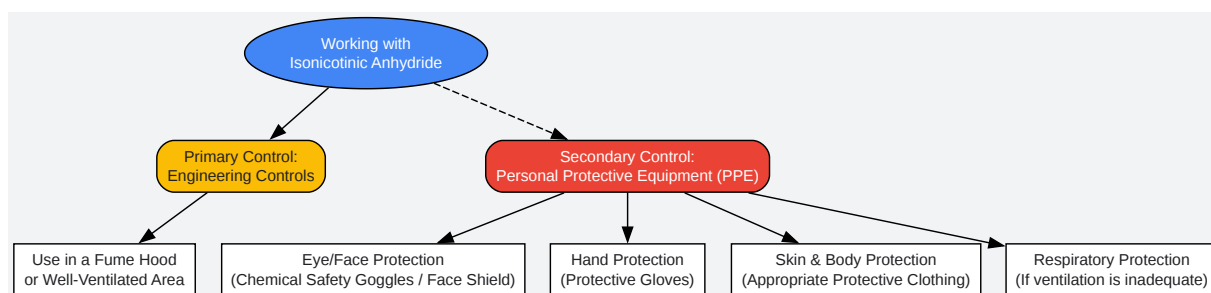 Working with
Isonicotinic Anhydride
Primary Control:
Engineering Controls
Secondary Control:
Personal Protective Equipment (PPE)
Use in a Fume Hood
or Well-Ventilated Area
Eye/Face Protection
(Chemical Safety Goggles / Face Shield)
Hand Protection
(Protective Gloves)
Skin & Body Protection
(Appropriate Protective Clothing)
Respiratory Protection
(If ventilation is inadequate)